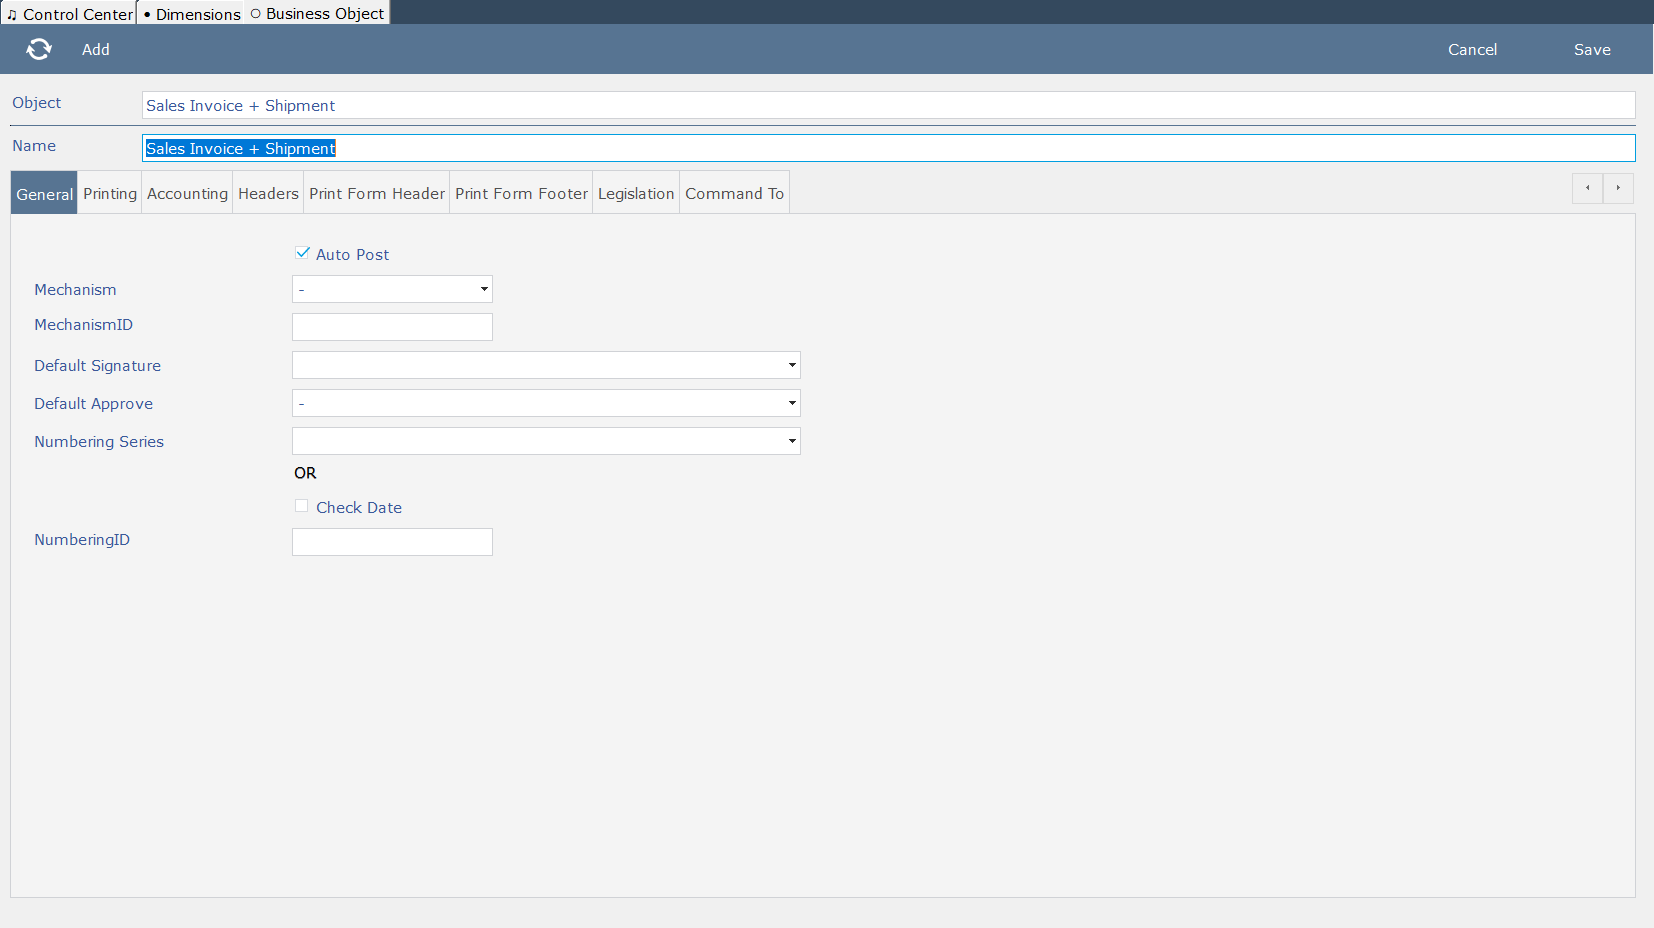 ♫ Control Center • Dimensions ○ Business Object
Add Cancel Save
Object Sales Invoice + Shipment
Name Sales Invoice + Shipment
General Printing Accounting Headers Print Form Header Print Form Footer Legislation Command To
Auto Post
Mechanism -
MechanismID
Default Signature
Default Approve -
Numbering Series
OR
Check Date
NumberingID